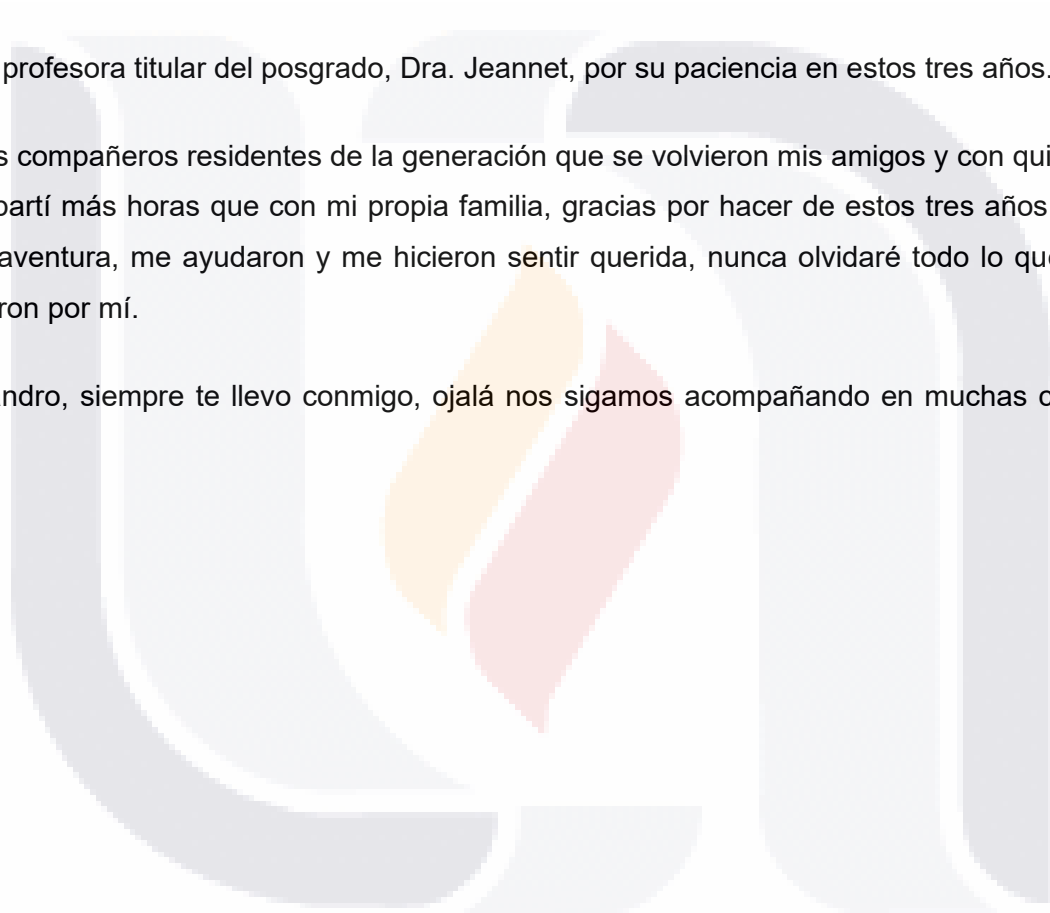 profesora titular del posgrado, Dra. Jeannet, por su paciencia en estos tres años.
s compañeros residentes de la generación que se volvieron mis amigos y con qui
partí más horas que con mi propia familia, gracias por hacer de estos tres años
aventura, me ayudaron y me hicieron sentir querida, nunca olvidaré todo lo que
ron por mí.
ndro, siempre te llevo conmigo, ojalá nos sigamos acompañando en muchas c